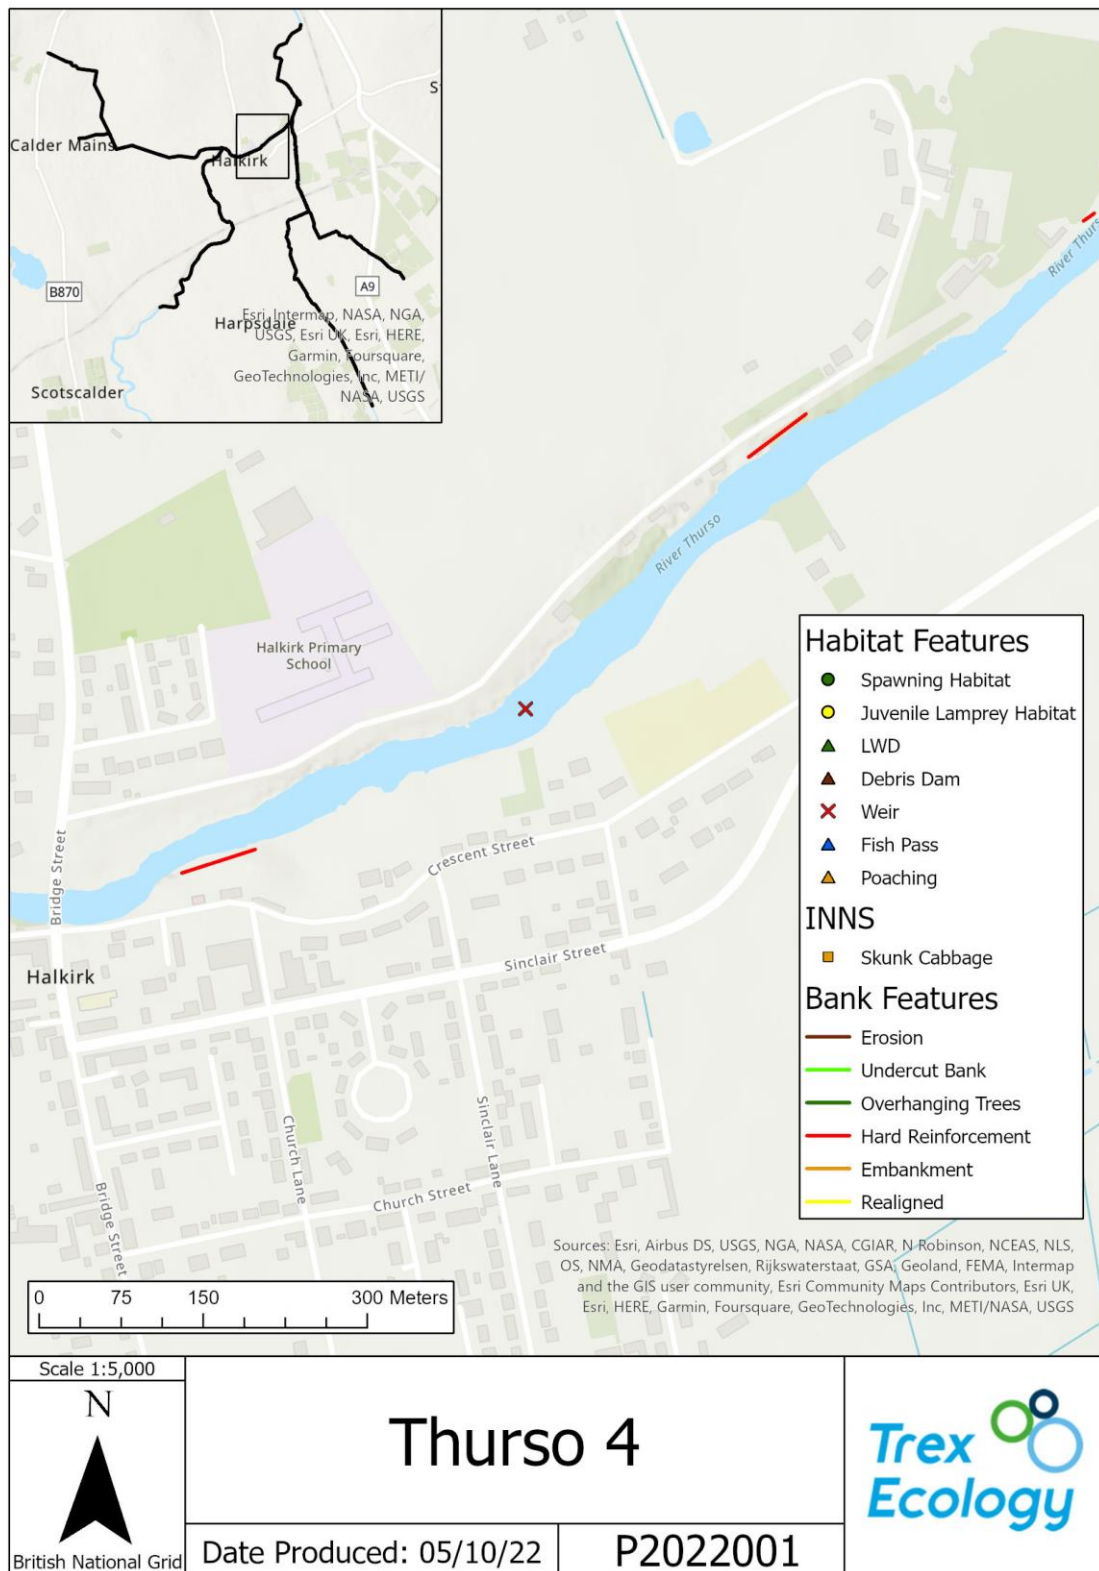 Calder Mains
Halkirk
S
B870
A9
Harpsdale
Scotscalder
Esri, Intermap, NASA, NGA,
USGS, Esri UK, Esri, HERE,
Garmin, Foursquare,
GeoTechnologies, Inc, METI/
NASA, USGS
River Thurs
River Thurso
Halkirk Primary
School
Bridge Street
Crescent Street
Sinclair Street
Halkirk
Church Lane
Sinclair Lane
Church Street
Bridge Street
Habitat Features
Spawning Habitat
Juvenile Lamprey Habitat
LWD
Debris Dam
Weir
Fish Pass
Poaching
INNS
Skunk Cabbage
Bank Features
Erosion
Undercut Bank
Overhanging Trees
Hard Reinforcement
Embankment
Realigned
Sources: Esri, Airbus DS, USGS, NGA, NASA, CGIAR, N Robinson, NCEAS, NLS,
OS, NMA, Geodatastyrelsen, Rijkswaterstaat, GSA, Geoland, FEMA, Intermap
and the GIS user community, Esri Community Maps Contributors, Esri UK,
Esri, HERE, Garmin, Foursquare, GeoTechnologies, Inc, METI/NASA, USGS
0 75 150 300 Meters
Scale 1:5,000
N
British National Grid
Thurso 4
Date Produced: 05/10/22
P2022001
Trex
Ecology